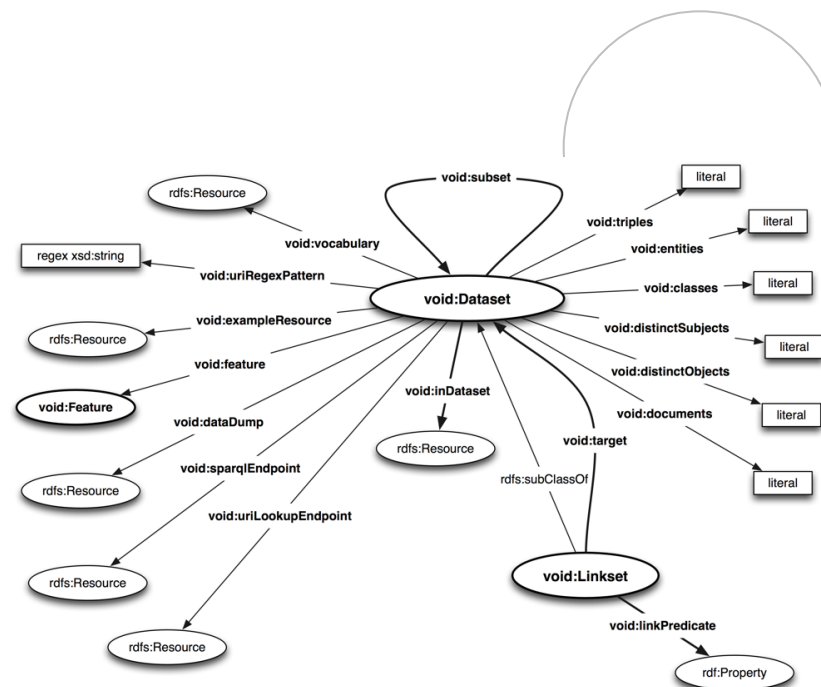 void:subset
literal
rdfs:Resource
void:triples
literal
void:entities
void:vocabulary
regex xsd:string
void:uriRegexPattern
void:classes
literal
void:Dataset
void:exampleResource
void:distinctSubjects
rdfs:Resource
literal
void:feature
void:distinctObjects
void:inDataset
void:Feature
void:documents
literal
void:dataDump
void:target
rdfs:Resource
void:sparqlEndpoint
rdfs:subClassOf
literal
rdfs:Resource
void:uriLookupEndpoint
rdfs:Resource
void:Linkset
void:linkPredicate
rdfs:Resource
rdf:Property